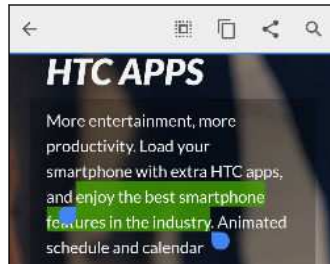 HTC APPS
More entertainment, more
productivity. Load your
smartphone with extra HTC apps,
and enjoy the best smartphone
features in the industry. Animated
schedule and calendar